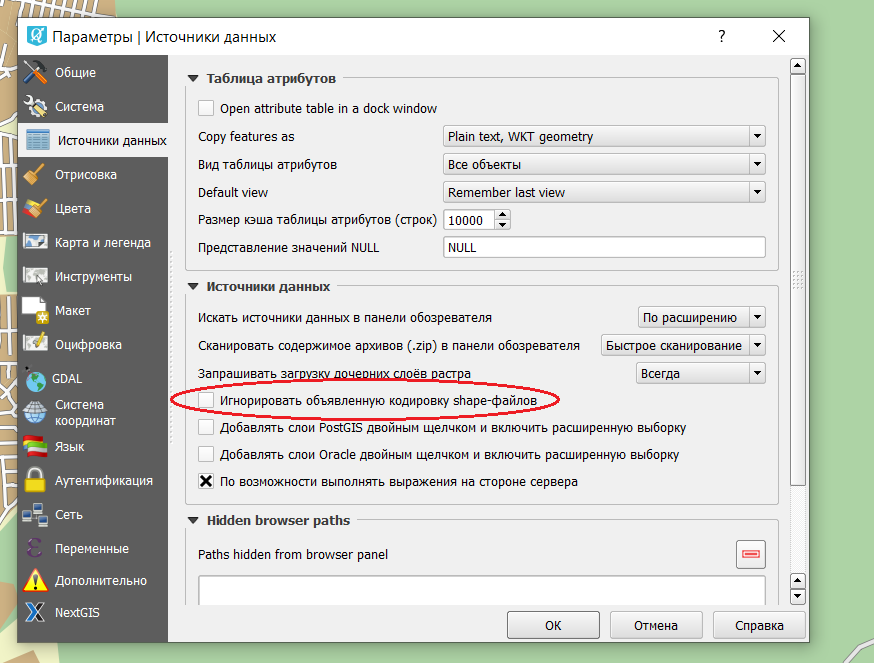 Параметры | Источники данных
?
Общие
Система
Источники данных
Отрисовка
Цвета
Карта и легенда
Инструменты
Макет
Оцифровка
GDAL
Система
координат
Язык
Аутентификация
Сеть
Переменные
Дополнительно
NextGIS
Таблица атрибутов
Open attribute table in a dock window
Copy features as Plain text, WKT geometry
Вид таблицы атрибутов Все объекты
Default view Remember last view
Размер кэша таблицы атрибутов (строк) 10000
Представление значений NULL NULL
Источники данных
Искать источники данных в панели обозревателя По расширению
Сканировать содержимое архивов (.zip) в панели обозревателя Быстрое сканирование
Запрашивать загрузку дочерних слоёв растра Всегда
Игнорировать объявленную кодировку shape-файлов
Добавлять слои PostGIS двойным щелчком и включить расширенную выборку
Добавлять слои Oracle двойным щелчком и включить расширенную выборку
По возможности выполнять выражения на стороне сервера
Hidden browser paths
Paths hidden from browser panel
OK Отмена Справка